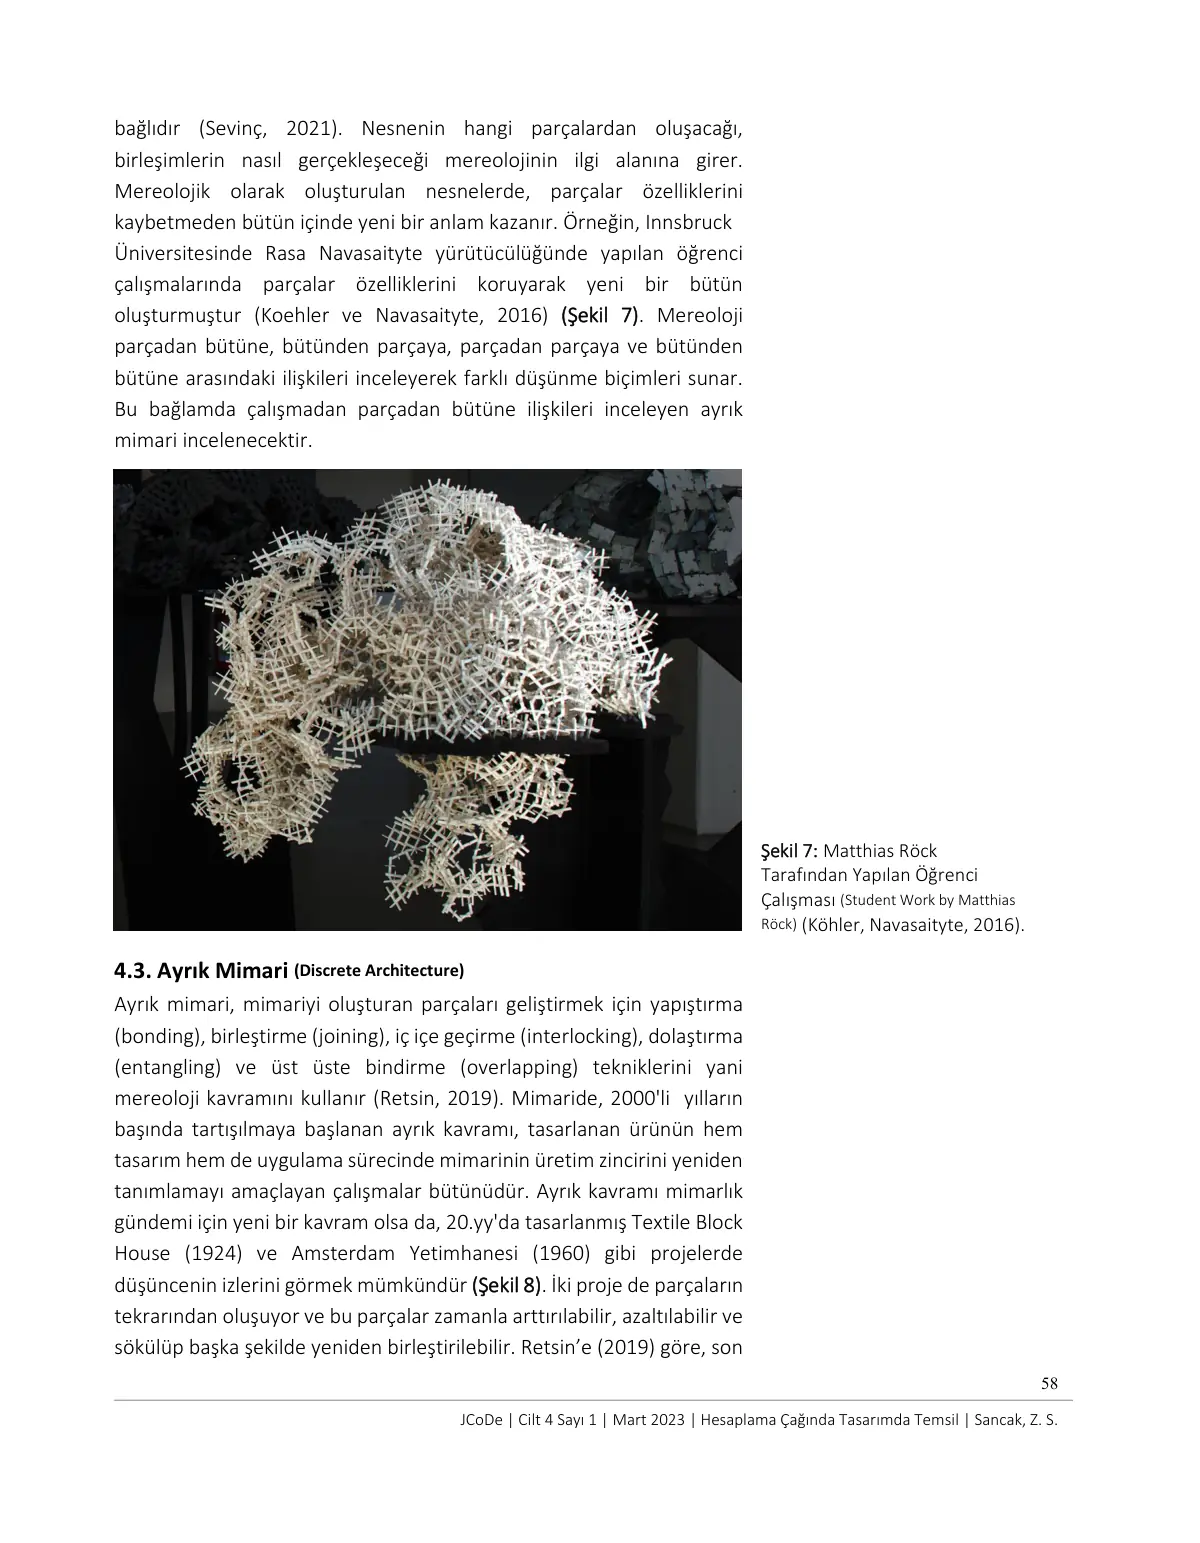 bağlıdır (Sevinç, 2021). Nesnenin hangi parçalardan oluşacağı,
birleşimlerin nasıl gerçekleşeceği mereolojinin ilgi alanına girer.
Mereolojik olarak oluşturulan nesnelerde, parçalar özelliklerini
kaybetmeden bütün içinde yeni bir anlam kazanır. Örneğin, Innsbruck
Üniversitesinde Rasa Navasaityte yürütücülüğünde yapılan öğrenci
çalışmalarında parçalar özelliklerini koruyarak yeni bir bütün
oluşturmuştur (Koehler ve Navasaityte, 2016) (Şekil 7). Mereoloji
parçadan bütüne, bütünden parçaya, parçadan parçaya ve bütünden
bütüne arasındaki ilişkileri inceleyerek farklı düşünme biçimleri sunar.
Bu bağlamda çalışmadan parçadan bütüne ilişkileri inceleyen ayrık
mimari incelenecektir.
Şekil 7: Matthias Röck
Tarafından Yapılan Öğrenci
Çalışması (Student Work by Matthias
Röck) (Köhler, Navasaityte, 2016).
4.3. Ayrık Mimari (Discrete Architecture)
Ayrık mimari, mimariyi oluşturan parçaları geliştirmek için yapıştırma
(bonding), birleştirme (joining), iç içe geçirme (interlocking), dolaştırma
(entangling) ve üst üste bindirme (overlapping) tekniklerini yani
mereoloji kavramını kullanır (Retsin, 2019). Mimaride, 2000'li yılların
başında tartışılmaya başlanan ayrık kavramı, tasarlanan ürünün hem
tasarım hem de uygulama sürecinde mimarinin üretim zincirini yeniden
tanımlamayı amaçlayan çalışmalar bütünüdür. Ayrık kavramı mimarlık
gündemi için yeni bir kavram olsa da, 20.yy'da tasarlanmış Textile Block
House (1924) ve Amsterdam Yetimhanesi (1960) gibi projelerde
düşüncenin izlerini görmek mümkündür (Şekil 8). İki proje de parçaların
tekrarından oluşuyor ve bu parçalar zamanla arttırılabilir, azaltılabilir ve
sökülüp başka şekilde yeniden birleştirilebilir. Retsin’e (2019) göre, son
58
JCoDe | Cilt 4 Sayı 1 | Mart 2023 | Hesaplama Çağında Tasarımda Temsil | Sancak, Z. S.